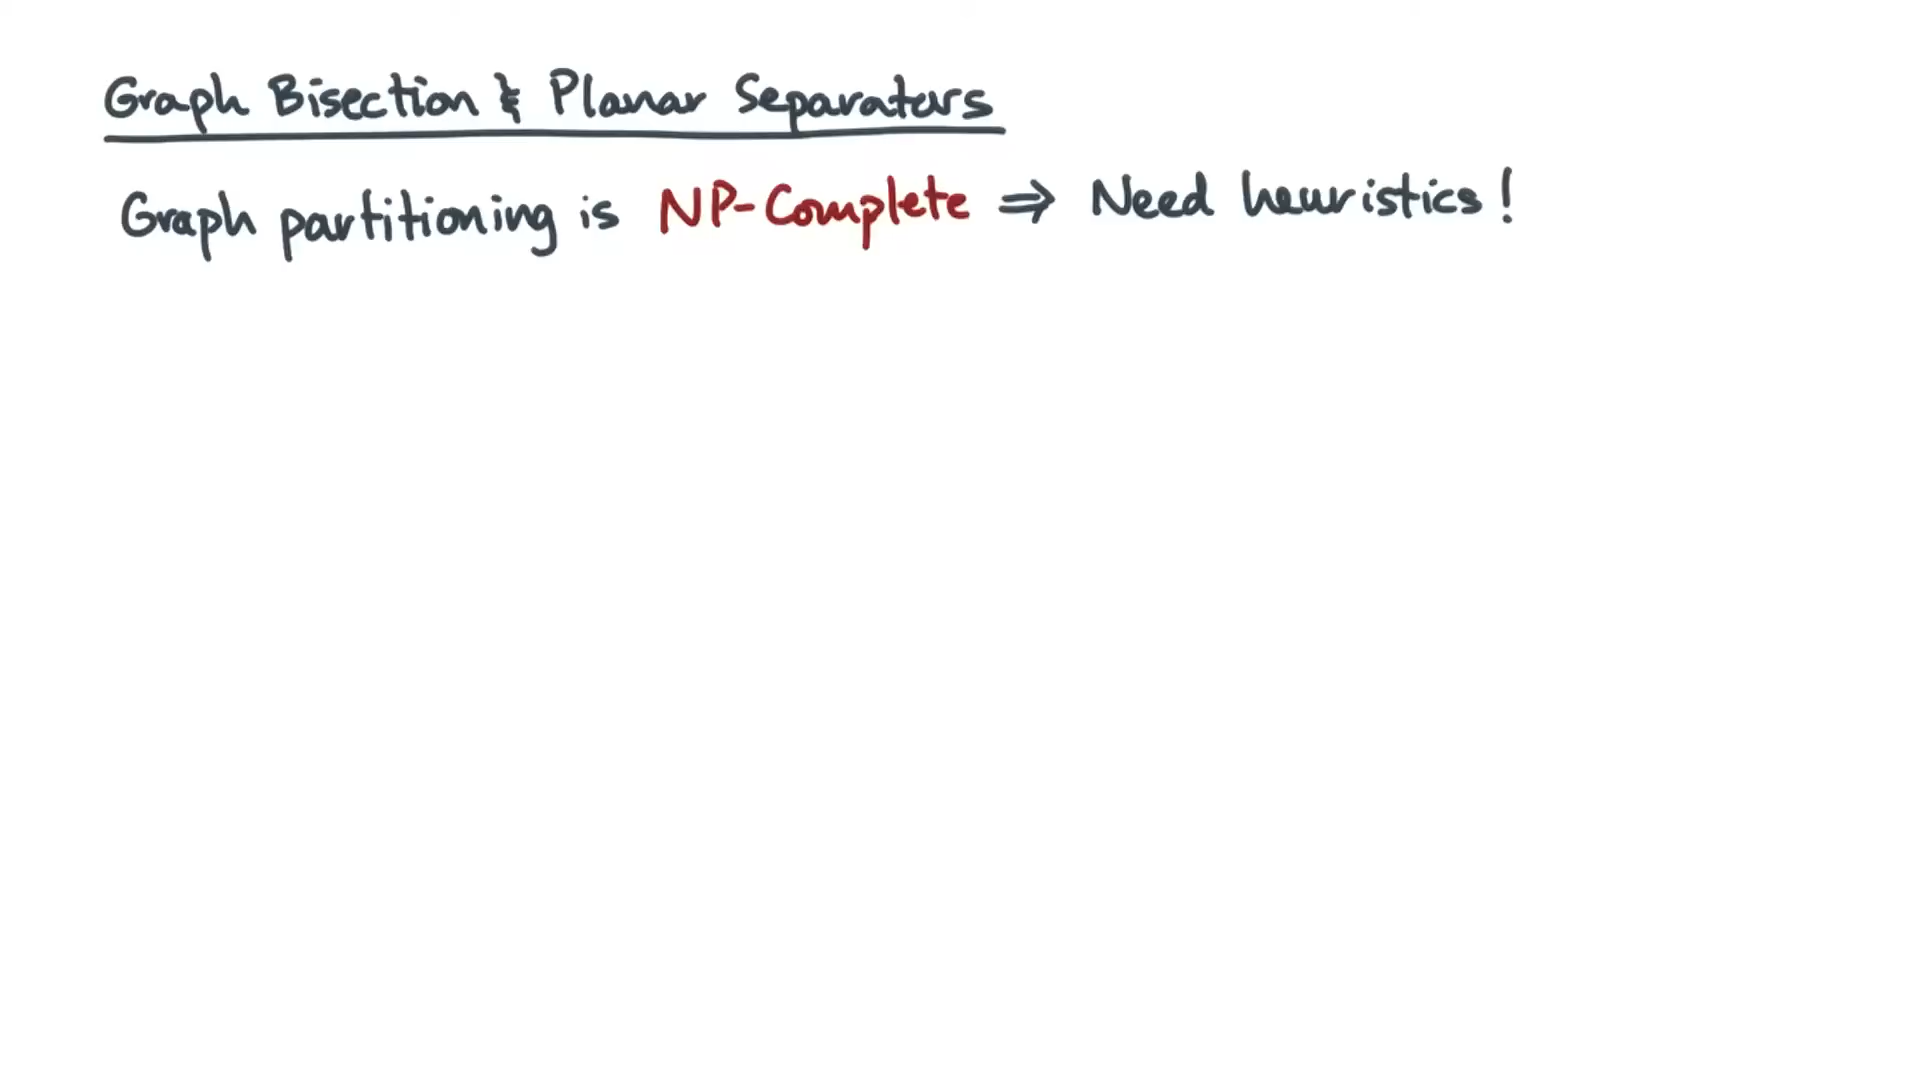 Graph Bisection & Planar Separators
Graph partitioning is NP-Complete ⇒ Need heuristics!